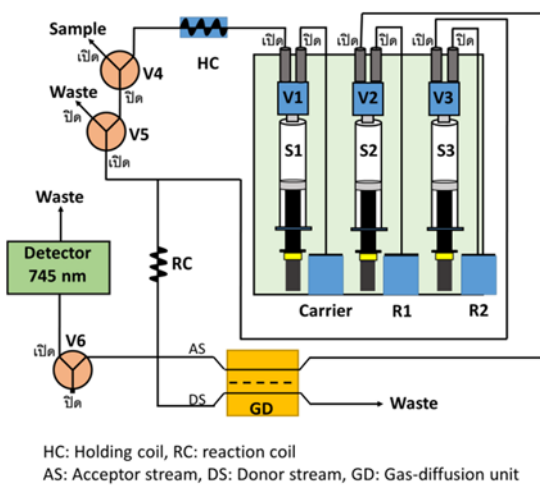 Sample
เปิด
V4
ปิด
HC
เปิด
ปิด
เปิด
ปิด
เปิด
ปิด
V1
V2
V3
Waste
ปิด
V5
เปิด
S1
S2
S3
Waste
Detector
745 nm
RC
Carrier
R1
R2
V6
เปิด
ปิด
AS
DS
GD
Waste
HC: Holding coil, RC: reaction coil
AS: Acceptor stream, DS: Donor stream, GD: Gas-diffusion unit